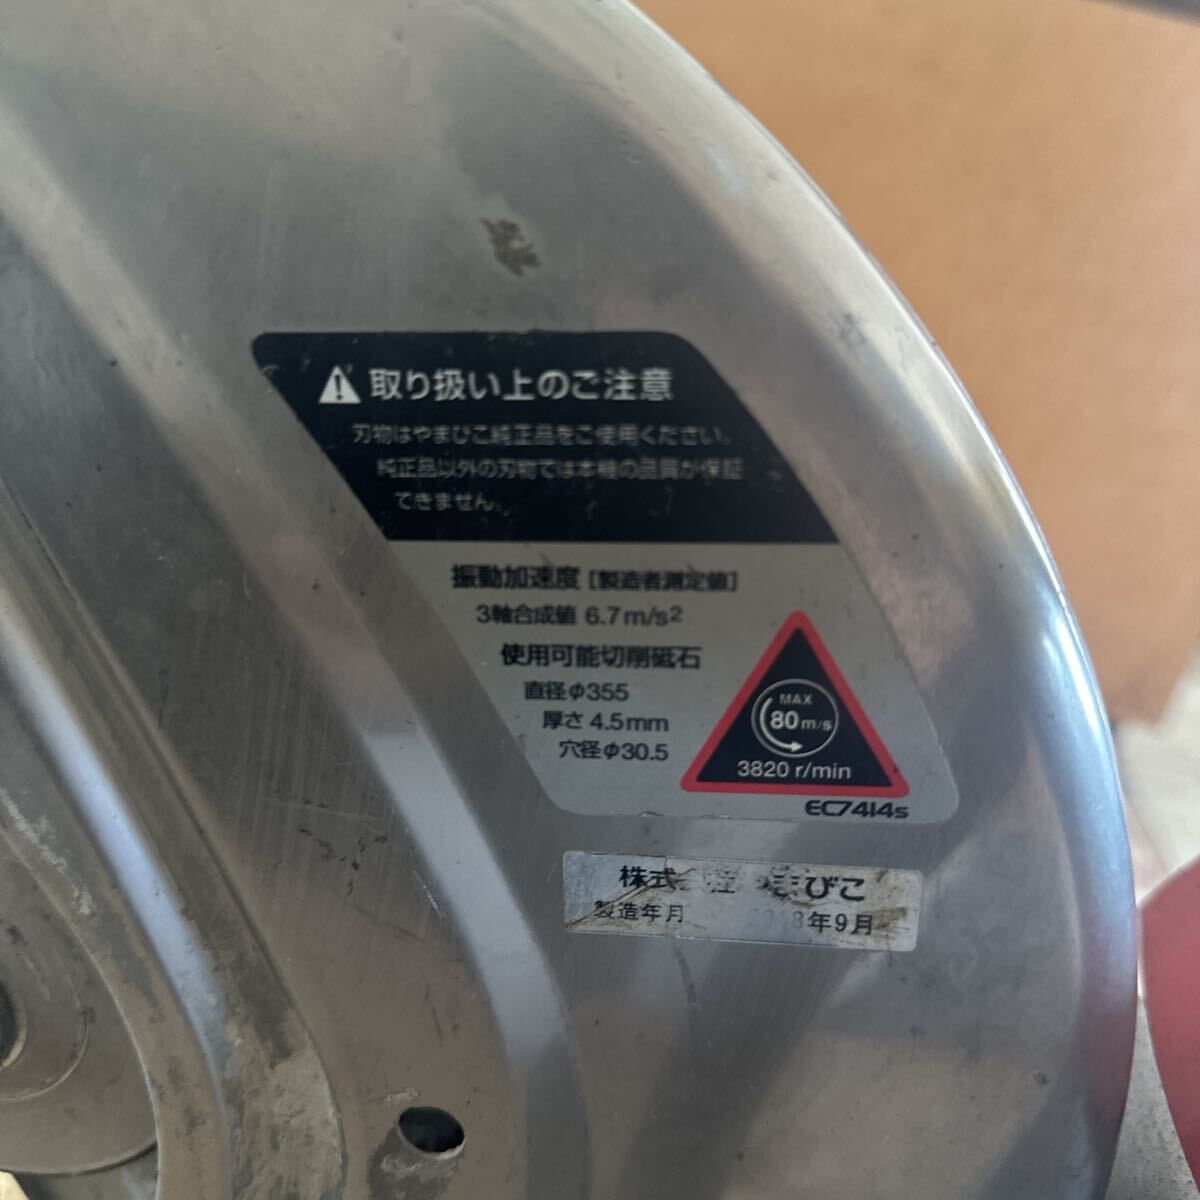 取り扱い上のご注意
刃物はやまびこ純正品をご使用ください。
純正品以外の刃物では本機の品質が保証
できません。
振動加速度 [製造者測定値]
3軸合成値 6.7m/s²
使用可能切削砥石
直径φ355
厚さ 4.5mm
穴径φ30.5
MAX
80m/s
3820 r/min
EC7414s
株式 まびこ
製造年月 2018年9月